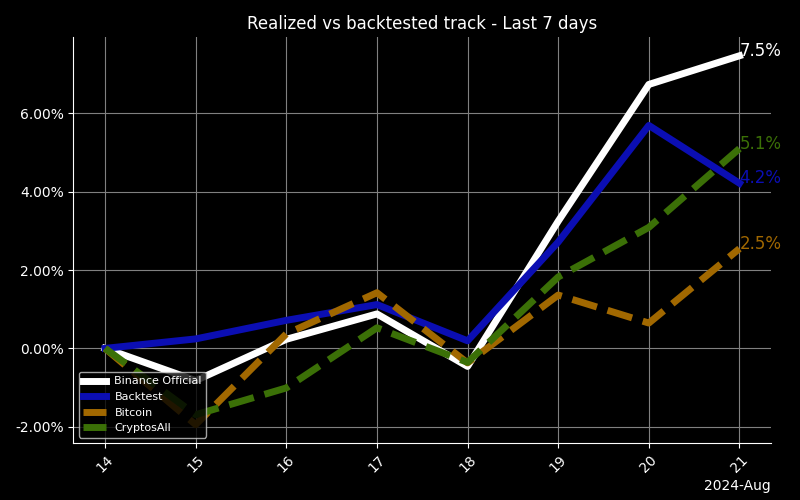 Realized vs backtested track - Last 7 days
7.5%
6.00%
5.1%
4.00%
4.2%
2.00%
2.5%
0.00%
-2.00%
Binance Official
Backtest
Bitcoin
CryptosAll
14
15
16
17
18
19
20
21
2024-Aug